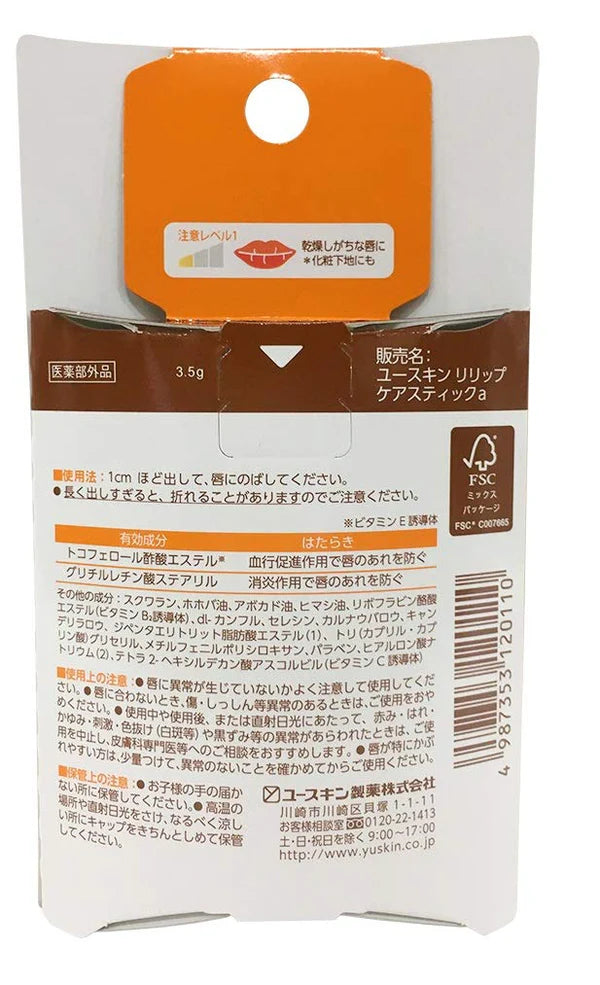 注意レベル1
乾燥しがちな唇に
＊化粧下地にも
医薬部外品
3.5g
販売名：
ユースキン リリップ
ケアスティックa
FSC
ミックス
パッケージ
FSC® C007665
■使用法：1cm ほど出して、唇にのばしてください。
●長く出しすぎると、折れることがありますのでご注意ください。
※ビタミンE誘導体
有効成分 はたらき
トコフェロール酢酸エステル※ 血行促進作用で唇のあれを防ぐ
グリチルレチン酸ステアリル 消炎作用で唇のあれを防ぐ
その他の成分：スクワラン、ホホバ油、アボカド油、ヒマシ油、リボフラビン酪酸
エステル(ビタミンB₂誘導体)、dl-カンフル、セレシン、カルナウバロウ、キャン
デリラロウ、ジペンタエリトリット脂肪酸エステル(1)、トリ(カプリル・カプ
リン酸)グリセリル、メチルフェニルポリシロキサン、パラベン、ヒアルロン酸ナ
トリウム(2)、テトラ2-ヘキシルデカン酸アスコルビル(ビタミンC誘導体)
■使用上の注意：●唇に異常が生じていないかよく注意して使用してくだ
さい。●唇に合わないとき、傷・しっしん等異常のあるときは、ご使用をおや
めください。●使用中や使用後、または直射日光にあたって、赤み・はれ・
かゆみ・刺激・色抜け(白斑等)や黒ずみ等の異常があらわれたときは、ご使
用を中止し、皮膚科専門医等へのご相談をおすすめします。●唇が特にかぶ
れやすい方は、少量つけて、異常のないことを確かめてからご使用ください。
■保管上の注意：●お子様の手の届か
ない所に保管してください。●高温の
場所や直射日光をさけ、なるべく涼し
い所にキャップをきちんとしめて保管
してください。
ユースキン製薬株式会社
川崎市川崎区貝塚 1-1-11
お客様相談室 0120-22-1413
土・日・祝日を除く 9:00〜17:00
http://www.yuskin.co.jp
4 987353 120110